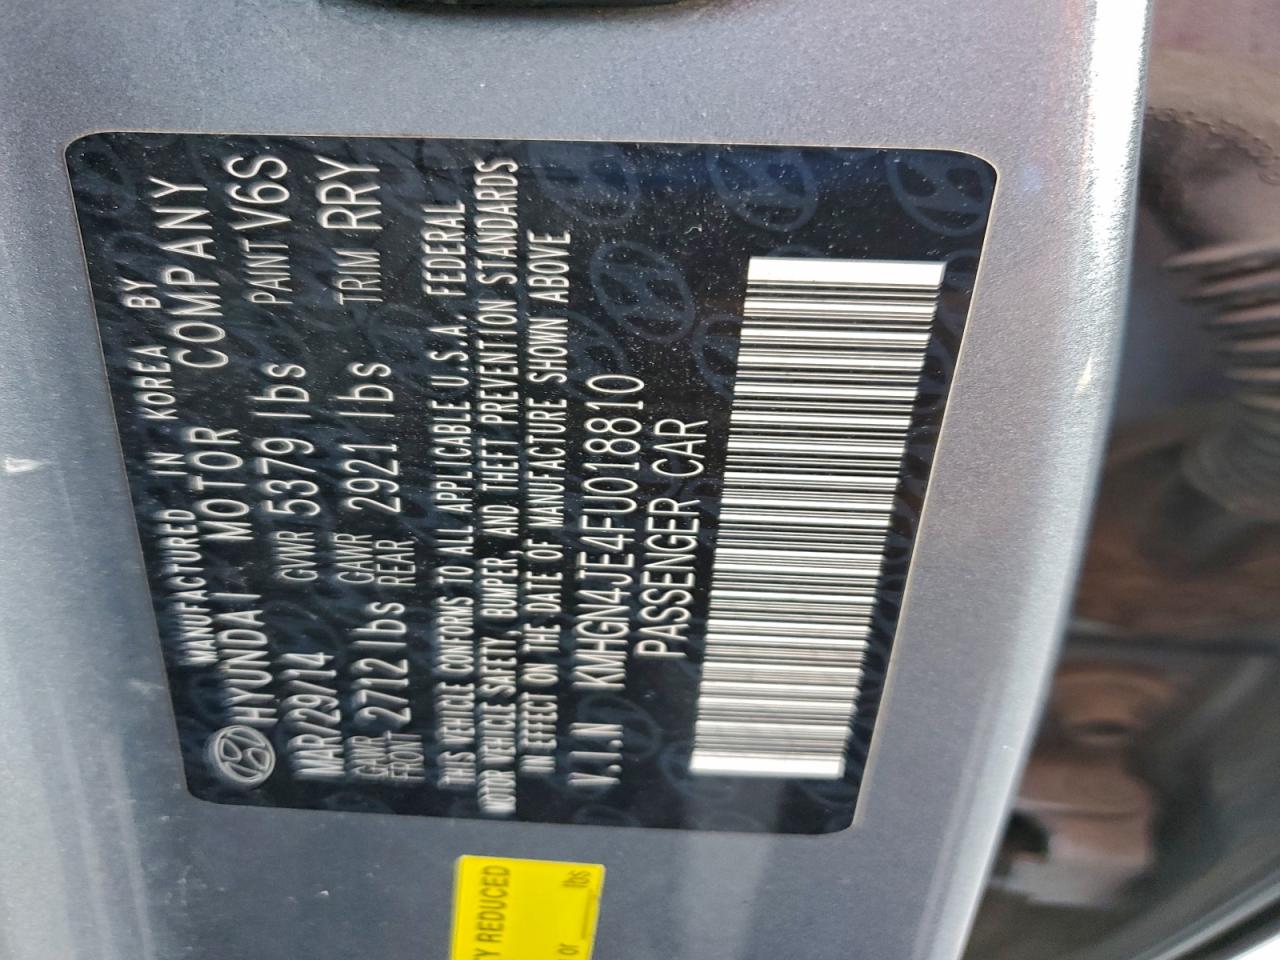 MANUFACTURED IN KOREA BY
HYUNDAI MOTOR COMPANY
MAR/29/14 GVWR 5379 lbs PAINT V6S
GAWR FRONT 2712 lbs GAWR REAR 2921 lbs TRIM RRY
THIS VEHICLE CONFORMS TO ALL APPLICABLE U.S.A. FEDERAL
MOTOR VEHICLE SAFETY, BUMPER, AND THEFT PREVENTION STANDARDS
IN EFFECT ON THE DATE OF MANUFACTURE SHOWN ABOVE
V.I.N KMHGN4JE4FU018810
PASSENGER CAR
REDUCED
or lbs